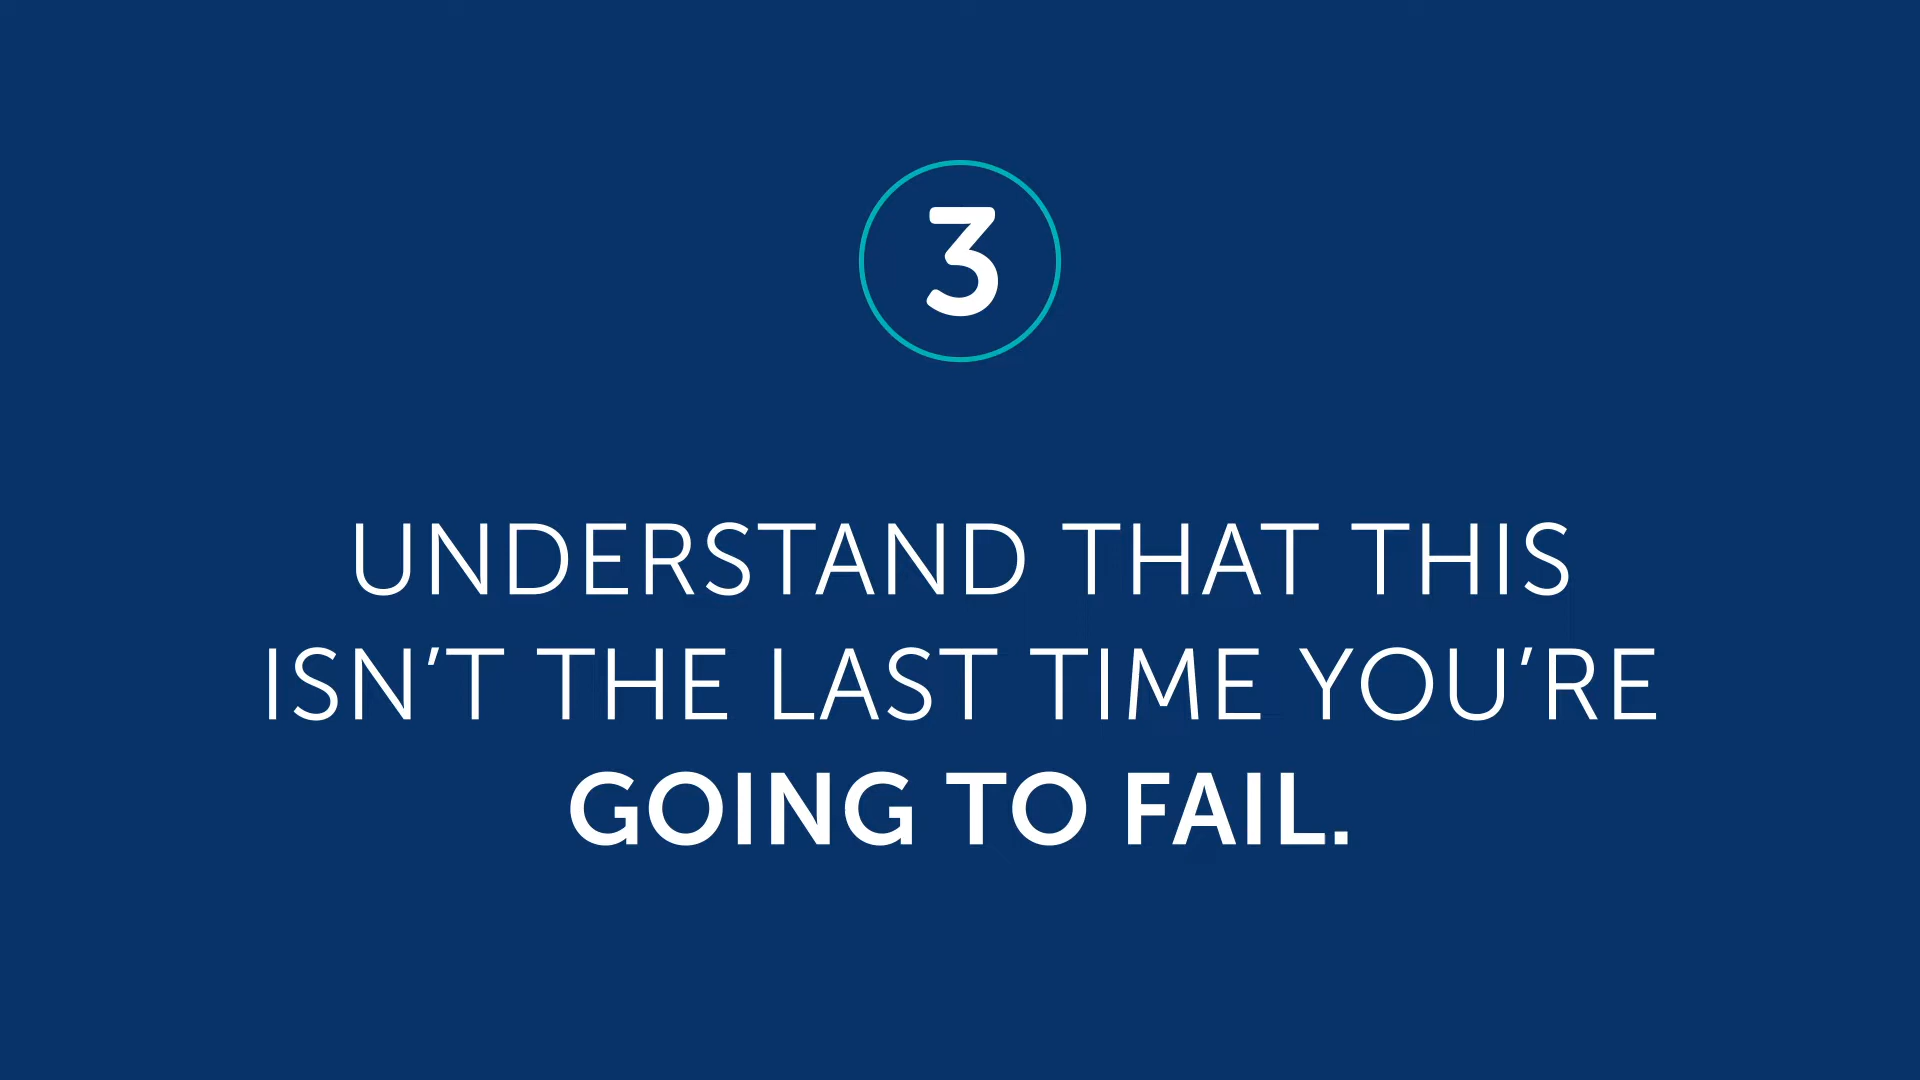 3
UNDERSTAND THAT THIS
ISN’T THE LAST TIME YOU’RE
GOING TO FAIL.